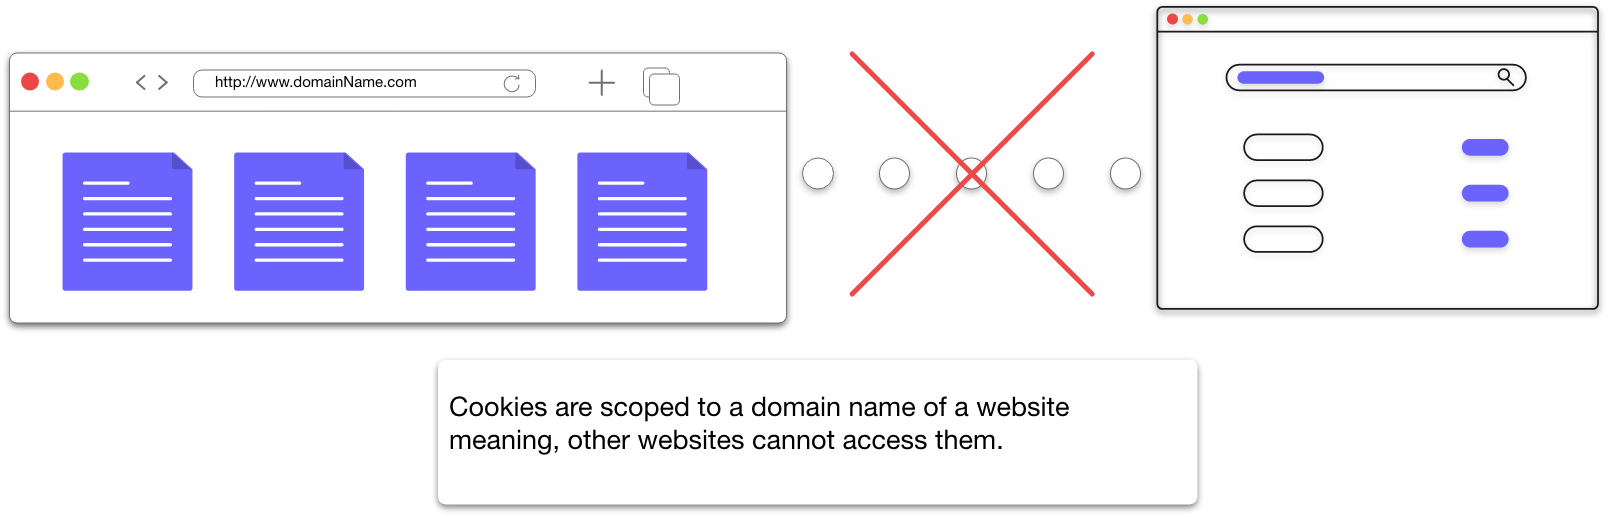 http://www.domainName.com
Cookies are scoped to a domain name of a website
meaning, other websites cannot access them.